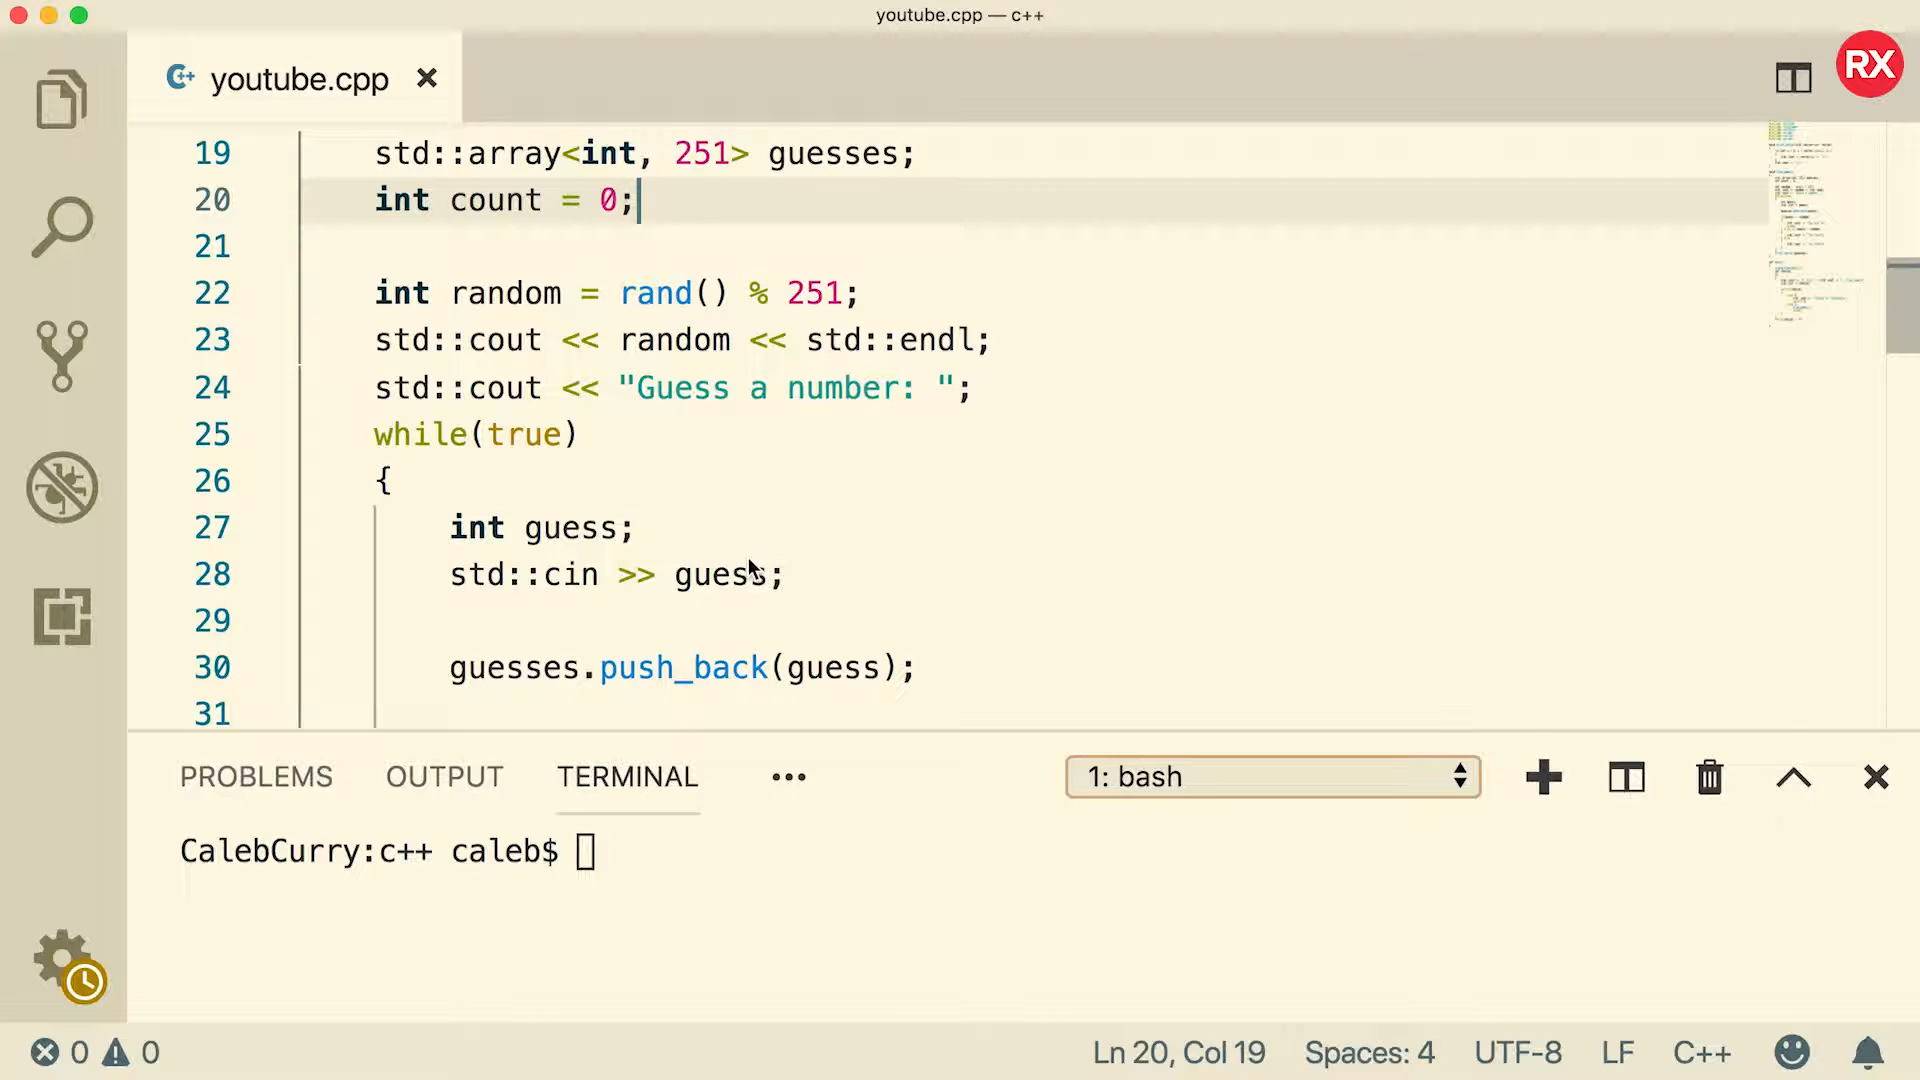 youtube.cpp — c++
youtube.cpp
RX
19 std::array<int, 251> guesses;
20 int count = 0;
21
22 int random = rand() % 251;
23 std::cout << random << std::endl;
24 std::cout << "Guess a number: ";
25 while(true)
26 {
27 int guess;
28 std::cin >> guess;
29
30 guesses.push_back(guess);
31
PROBLEMS OUTPUT TERMINAL ••• 1: bash
CalebCurry:c++ caleb$
0 0 Ln 20, Col 19 Spaces: 4 UTF-8 LF C++